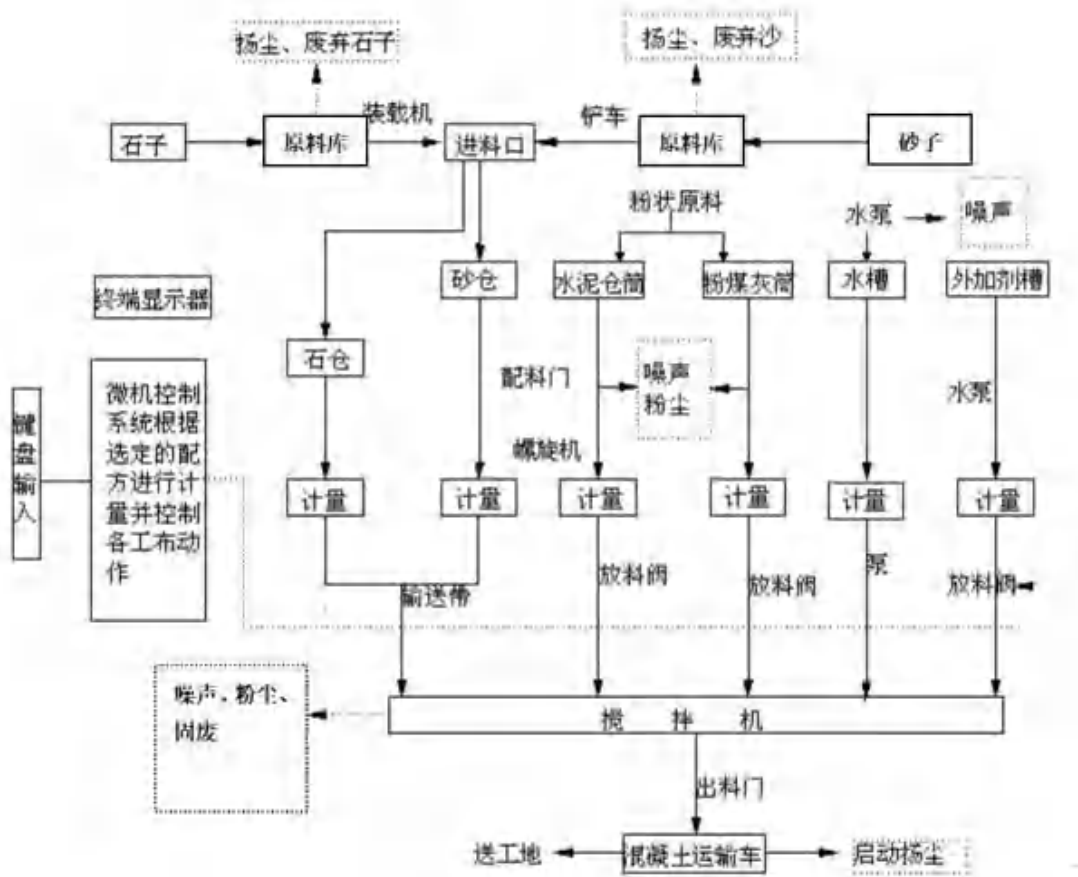 扬尘、废弃石子
扬尘、废弃沙
装载机
铲车
石子
原料库
进料口
原料库
砂子
粉状原料
水泵
噪声
砂仓
水泥仓筒
粉煤灰筒
水槽
外加剂槽
终端显示器
石仓
配料门
噪声
粉尘
水泵
键盘输入
微机控制
系统根据
选定的配
方进行计
量并控制
各工布动
作
螺旋机
计量
计量
计量
计量
计量
计量
输送带
放料阀
放料阀
泵
放料阀
噪声、粉尘、
固废
搅拌机
出料门
送工地
混凝土运输车
启动扬尘